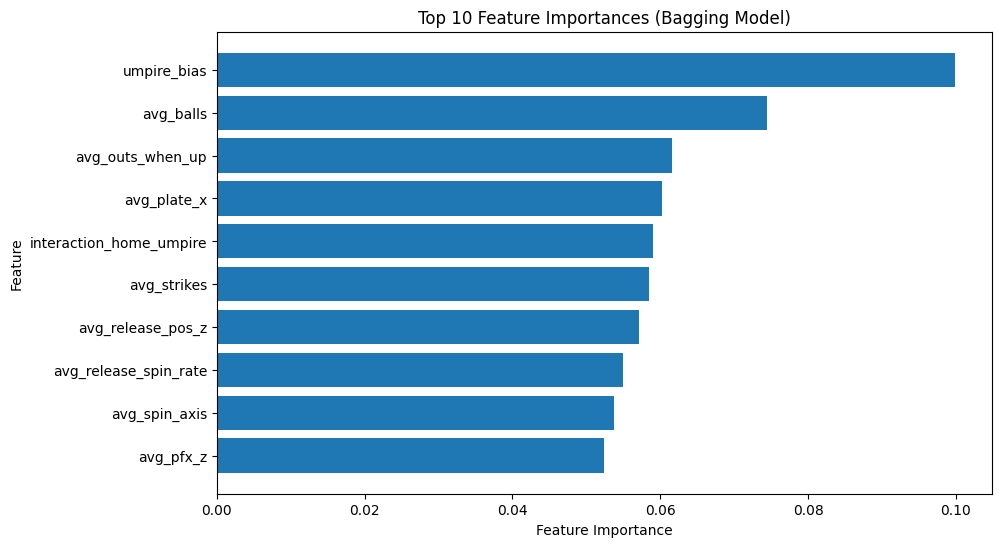 Top 10 Feature Importances (Bagging Model)
Feature
umpire_bias
avg_balls
avg_outs_when_up
avg_plate_x
interaction_home_umpire
avg_strikes
avg_release_pos_z
avg_release_spin_rate
avg_spin_axis
avg_pfx_z
0.00 0.02 0.04 0.06 0.08 0.10
Feature Importance